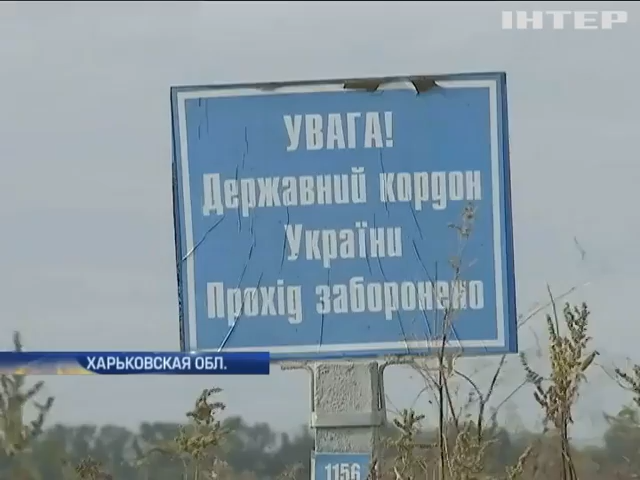 ІНТЕР
УВАГА!
Державний кордон
України
Прохід заборонено
ХАРЬКОВСКАЯ ОБЛ.
1156